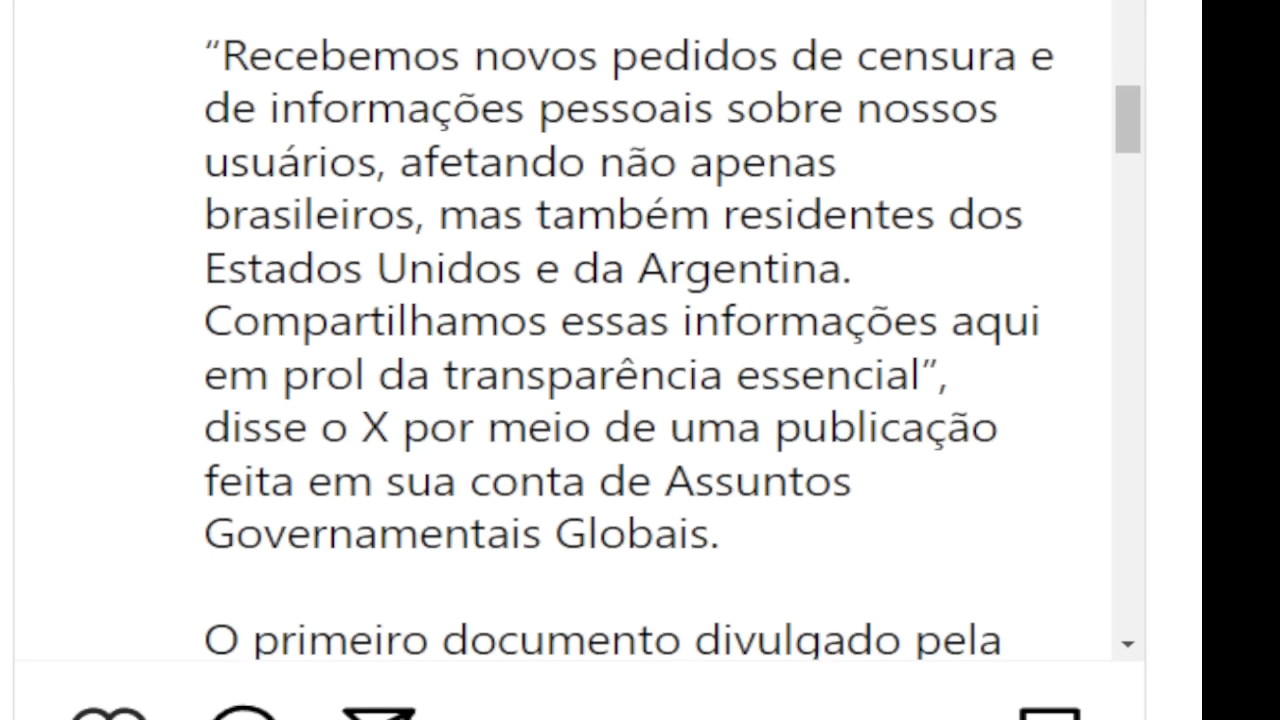 “Recebemos novos pedidos de censura e
de informações pessoais sobre nossos
usuários, afetando não apenas
brasileiros, mas também residentes dos
Estados Unidos e da Argentina.
Compartilhamos essas informações aqui
em prol da transparência essencial”,
disse o X por meio de uma publicação
feita em sua conta de Assuntos
Governamentais Globais.
O primeiro documento divulgado pela